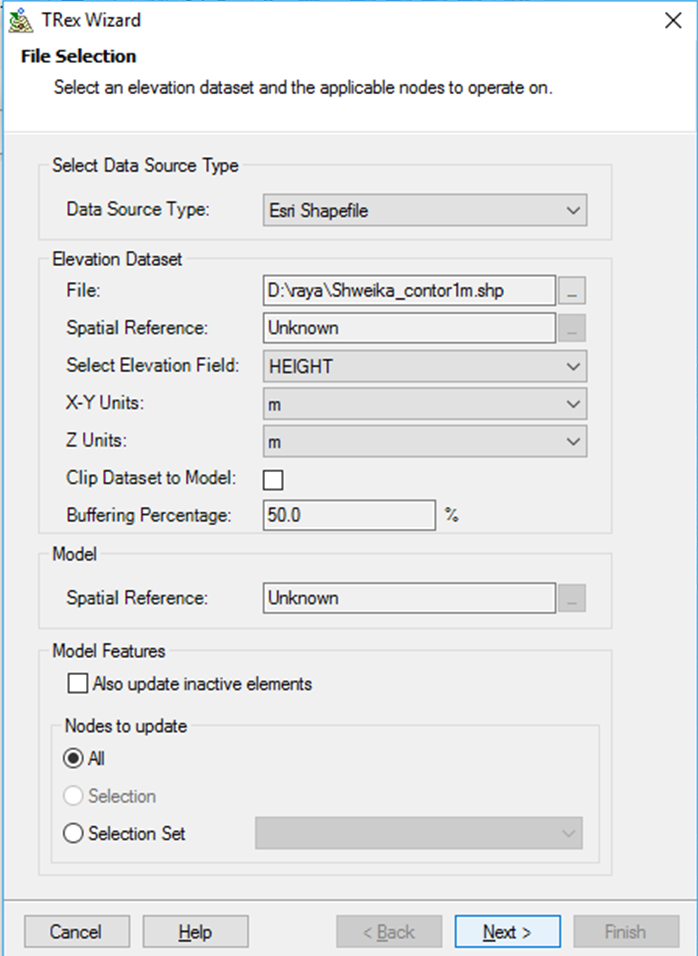 TRex Wizard
File Selection
Select an elevation dataset and the applicable nodes to operate on.
Select Data Source Type
Data Source Type: Esri Shapefile
Elevation Dataset
File: D:\raya\Shweika_contor1m.shp ...
Spatial Reference: Unknown ...
Select Elevation Field: HEIGHT
X-Y Units: m
Z Units: m
Clip Dataset to Model:
Buffering Percentage: 50.0 %
Model
Spatial Reference: Unknown ...
Model Features
Also update inactive elements
Nodes to update
All
Selection
Selection Set
Cancel Help < Back Next > Finish